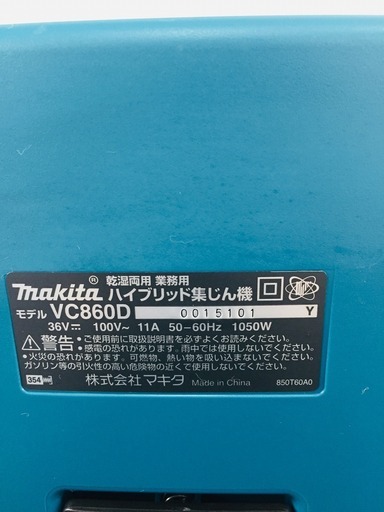 乾湿両用 業務用
makita® ハイブリッド集じん機
モデル VC860D 0015101 Y
36V⎓ 100V~ 11A 50-60Hz 1050W
警告 ・ご使用前に必ず取扱説明書をよくお読みください。
・感電の恐れがあります。雨中では使用しないでください。
・火災の恐れがあります。可燃物、熱い物を吸い込まないでください。
ガソリン等の引火性の高い危険物の近くで使用しないでください。
354 株式会社マキタ Made in China 850T60A0